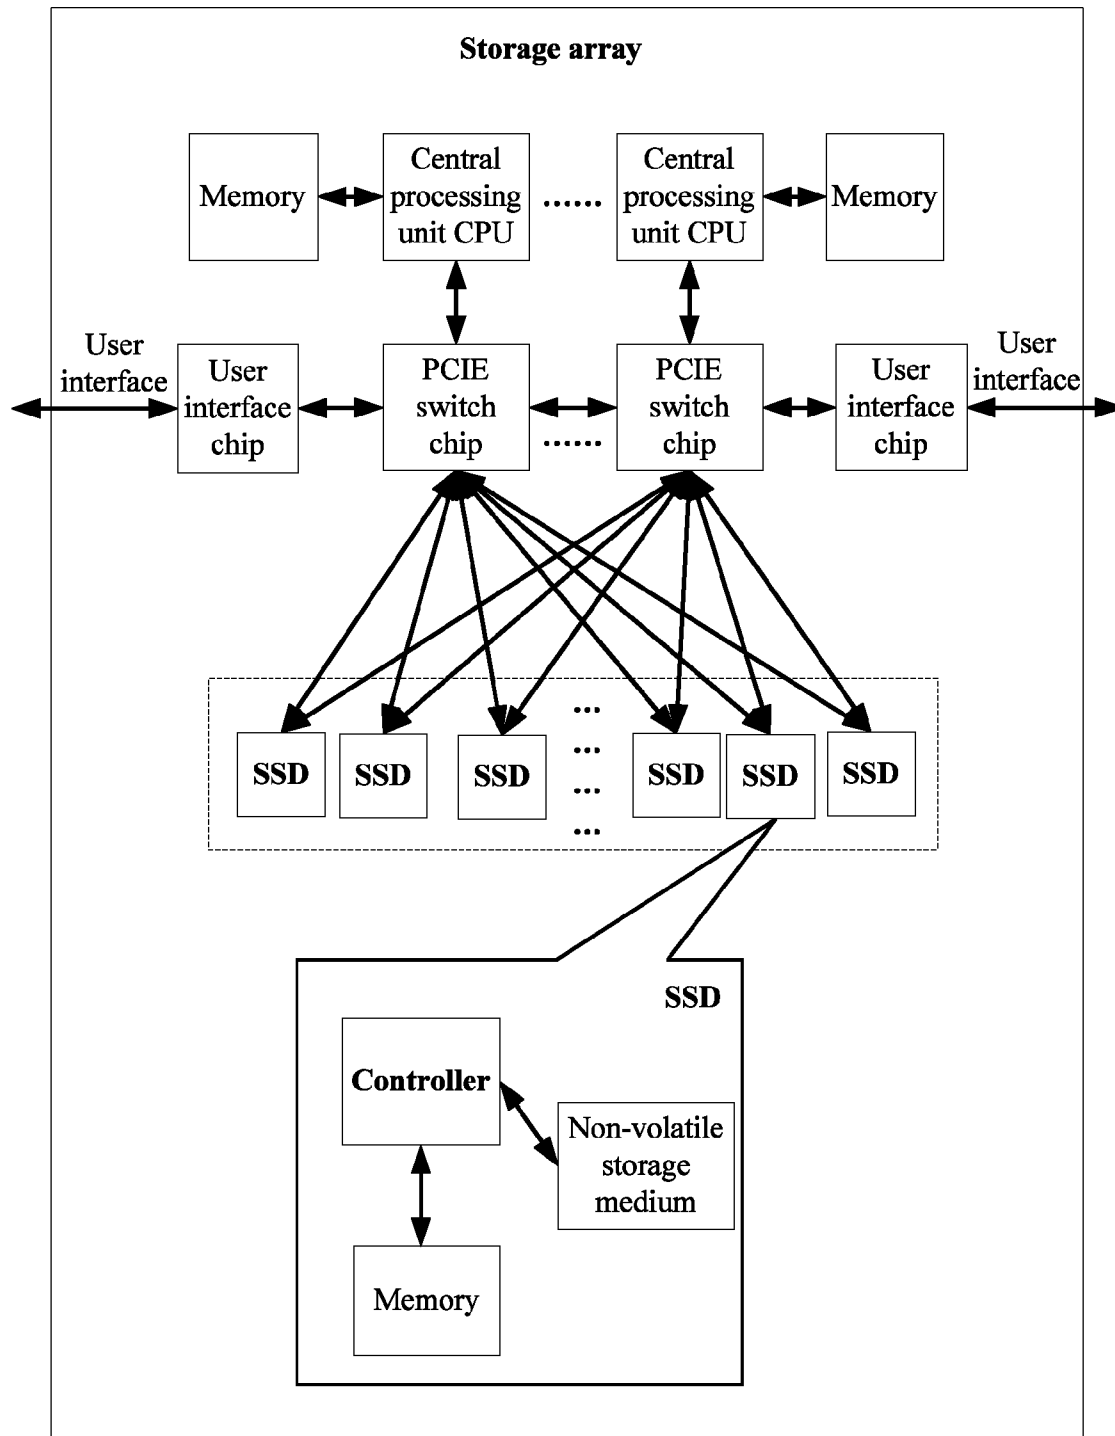 Storage array
Memory
Central
processing
unit CPU
......
Central
processing
unit CPU
Memory
User
interface
User
interface
chip
PCIE
switch
chip
......
PCIE
switch
chip
User
interface
chip
User
interface
SSD
SSD
SSD
...
...
...
...
SSD
SSD
SSD
SSD
Controller
Non-volatile
storage
medium
Memory